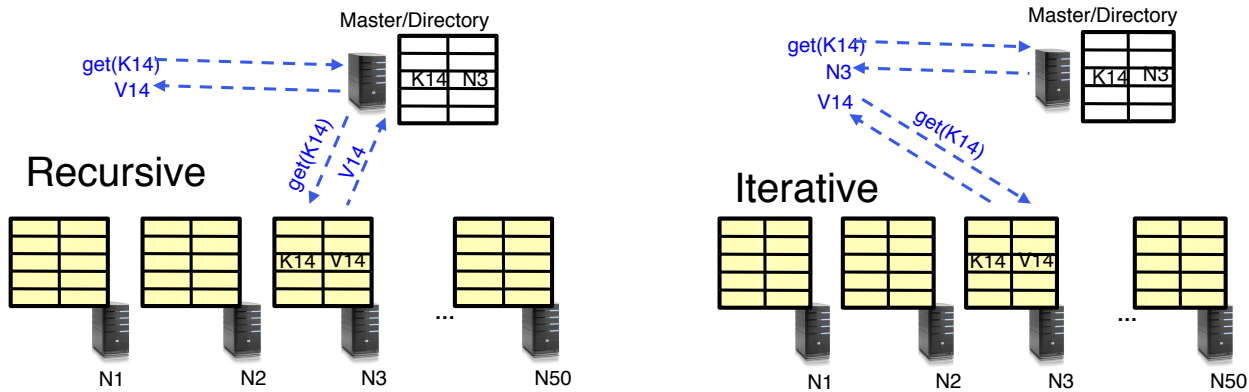 Master/Directory
get(K14)
V14
K14 N3
get(K14)
V14
Recursive
K14 V14
...
N1 N2 N3 N50
Master/Directory
get(K14)
N3
K14 N3
V14
get(K14)
Iterative
K14 V14
...
N1 N2 N3 N50